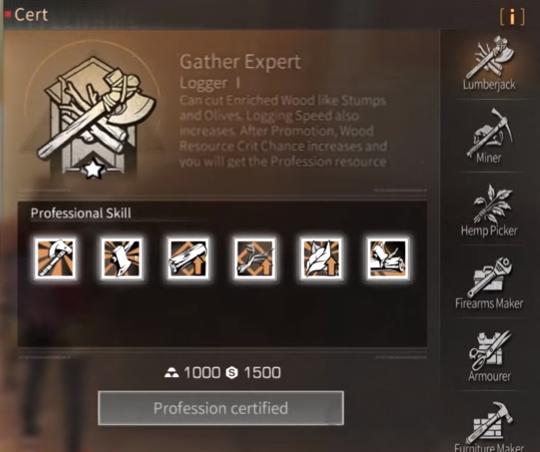 Cert
[i]
Gather Expert
Logger I
Can cut Enriched Wood like Stumps
and Olives. Logging Speed also
increases. After Promotion, Wood
Resource Crit Chance increases and
you will get the Profession resource
Professional Skill
1000 1500
Profession certified
Lumberjack
Miner
Hemp Picker
Firearms Maker
Armourer
Furniture Maker